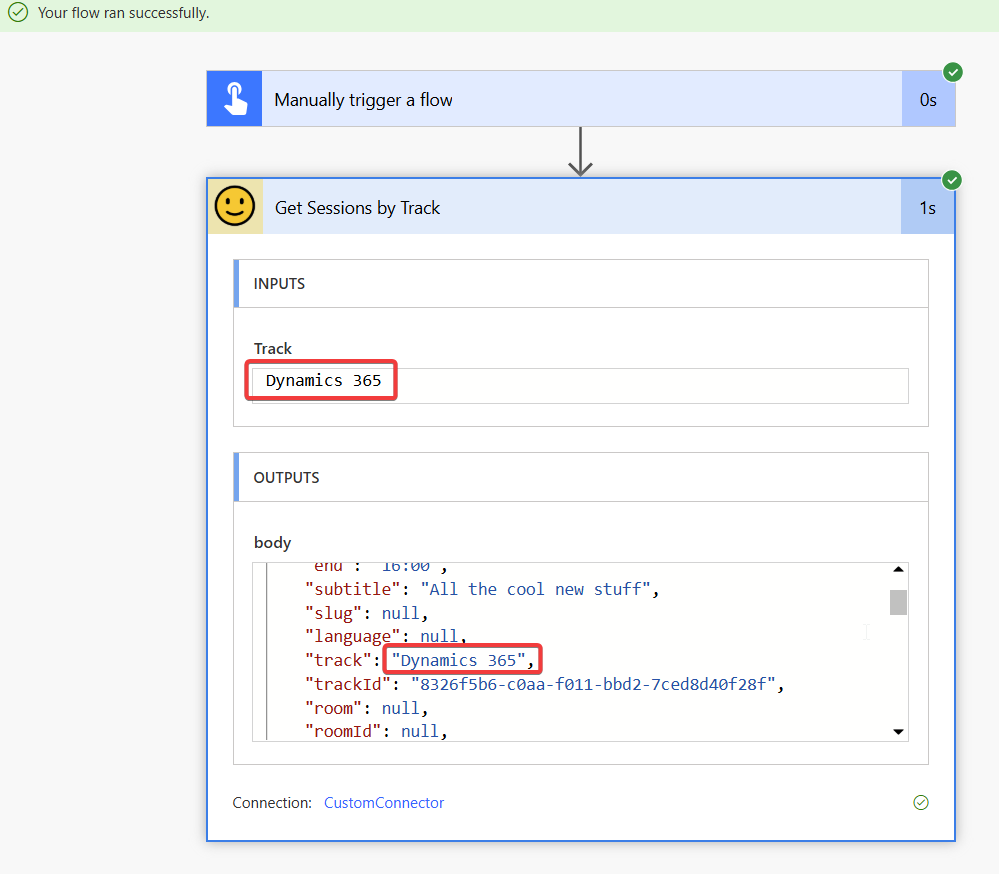 Your flow ran successfully.
Manually trigger a flow
0s
Get Sessions by Track
1s
INPUTS
Track
Dynamics 365
OUTPUTS
body
"end": "16:00",
"subtitle": "All the cool new stuff",
"slug": null,
"language": null,
"track": "Dynamics 365",
"trackId": "8326f5b6-c0aa-f011-bbd2-7ced8d40f28f",
"room": null,
"roomId": null,
Connection: CustomConnector